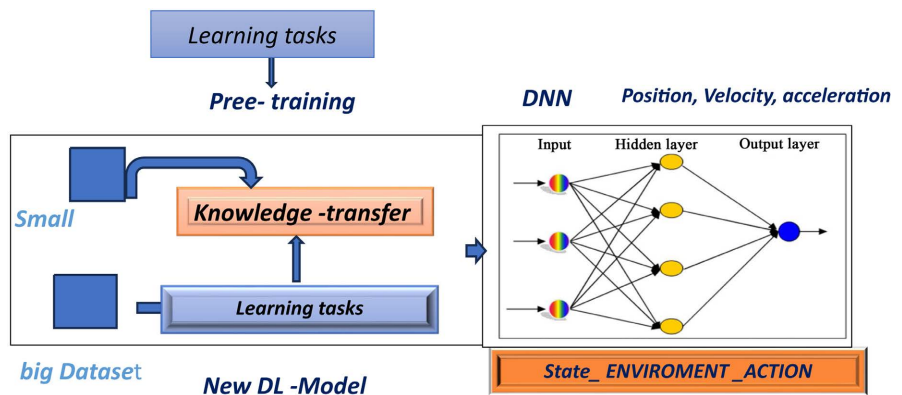 Learning tasks
Pree- training
DNN
Position, Velocity, acceleration
Input
Hidden layer
Output layer
Small
Knowledge -transfer
Learning tasks
big Dataset
New DL -Model
State_ ENVIROMENT _ACTION